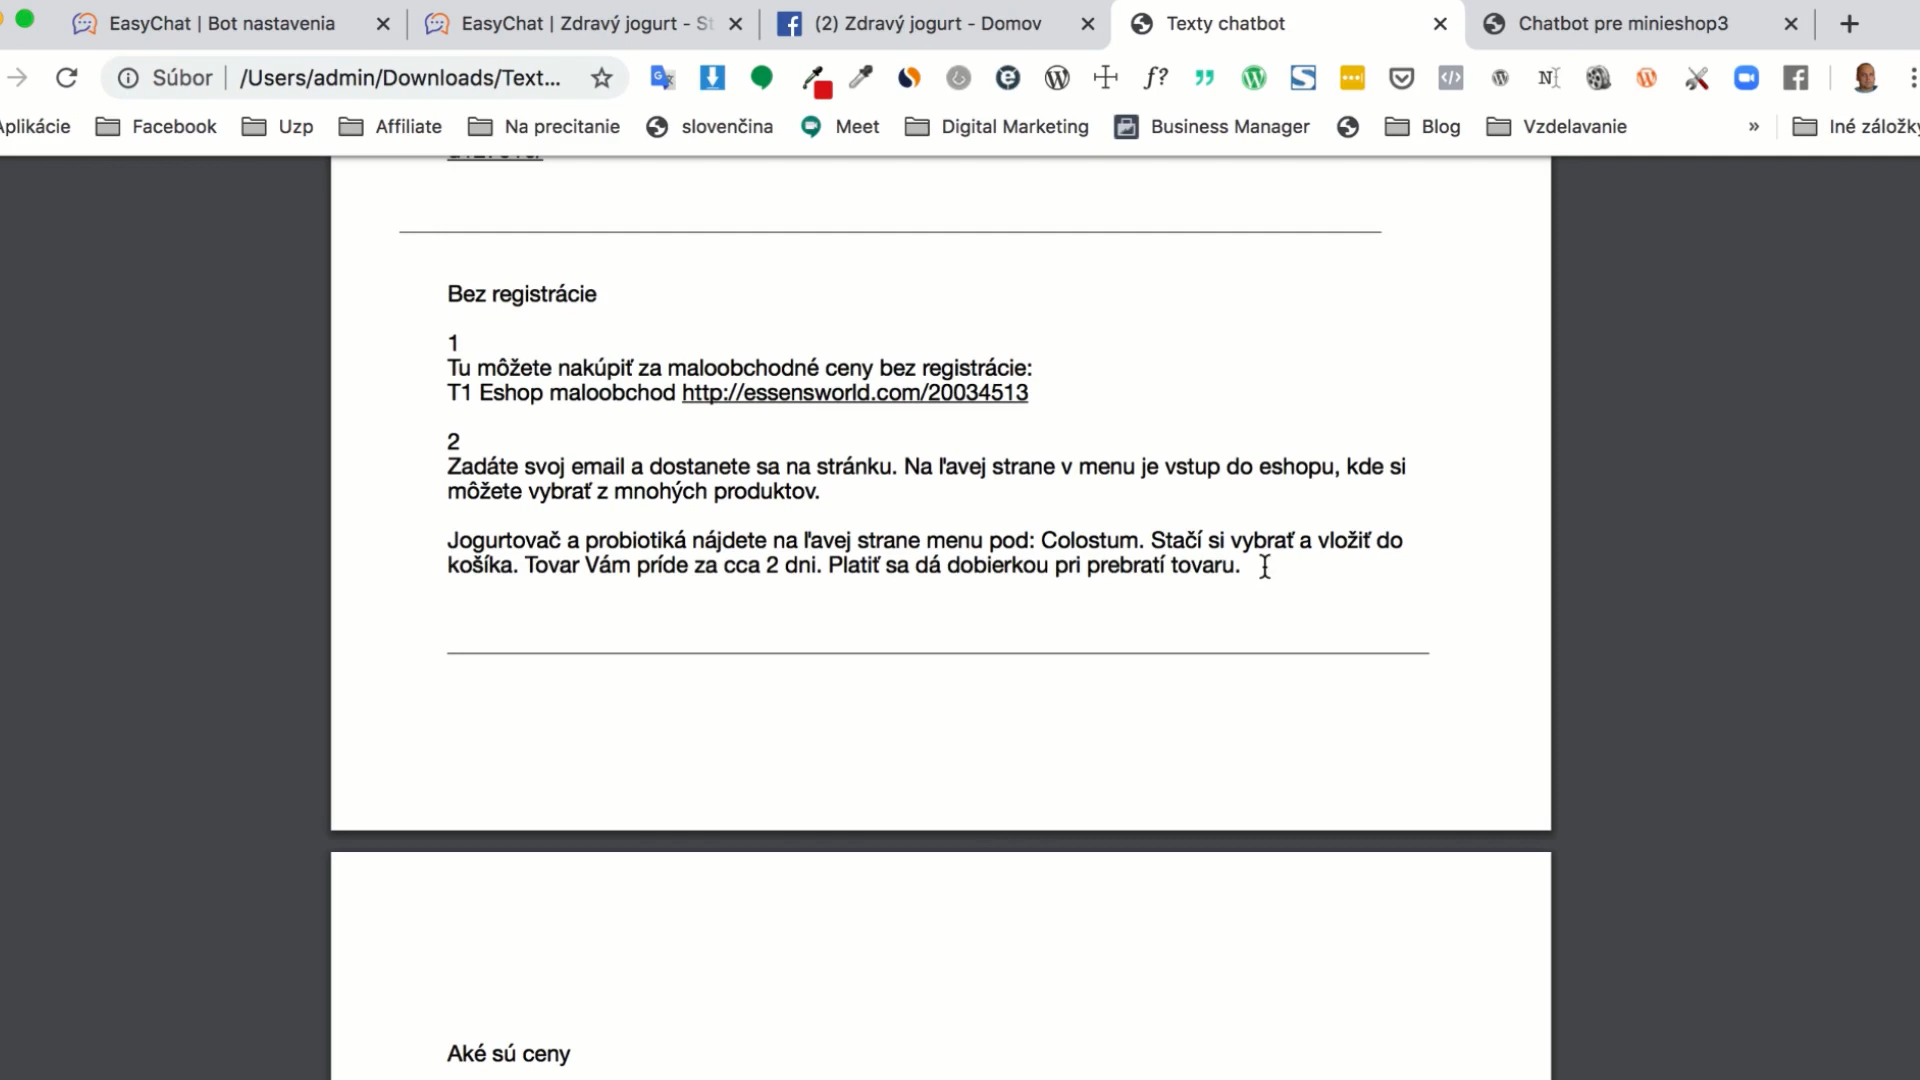 EasyChat | Bot nastavenia
EasyChat | Zdravý jogurt - St
(2) Zdravý jogurt - Domov
Texty chatbot
Chatbot pre minieshop3
Súbor
/Users/admin/Downloads/Text...
plikácie
Facebook
Uzp
Affiliate
Na precitanie
slovenčina
Meet
Digital Marketing
Business Manager
Blog
Vzdelavanie
»
Iné záložky
Bez registrácie
1
Tu môžete nakúpiť za maloobchodné ceny bez registrácie:
T1 Eshop maloobchod http://essensworld.com/20034513
2
Zadáte svoj email a dostanete sa na stránku. Na ľavej strane v menu je vstup do eshopu, kde si
môžete vybrať z mnohých produktov.
Jogurtovač a probiotiká nájdete na ľavej strane menu pod: Colostum. Stačí si vybrať a vložiť do
košíka. Tovar Vám príde za cca 2 dni. Platiť sa dá dobierkou pri prebratí tovaru.
Aké sú ceny